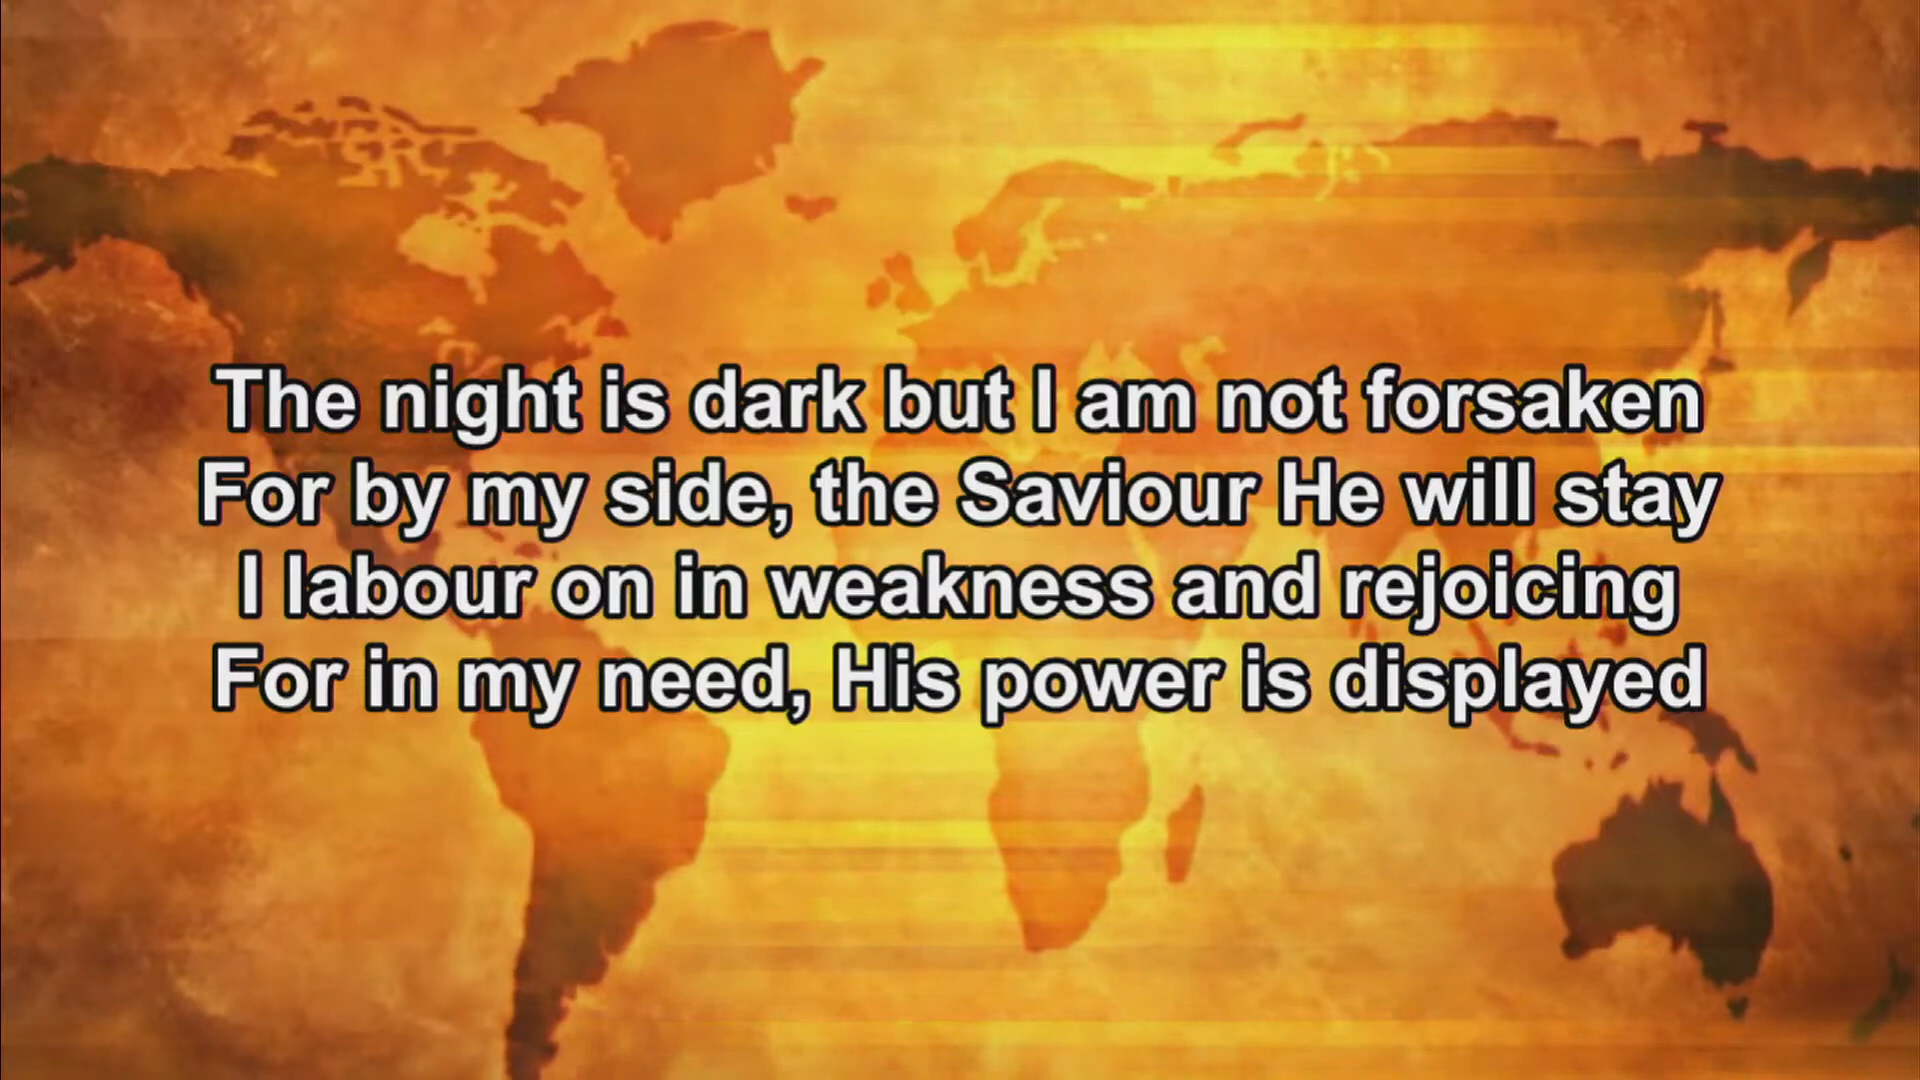 The night is dark but I am not forsaken
For by my side, the Saviour He will stay
I labour on in weakness and rejoicing
For in my need, His power is displayed